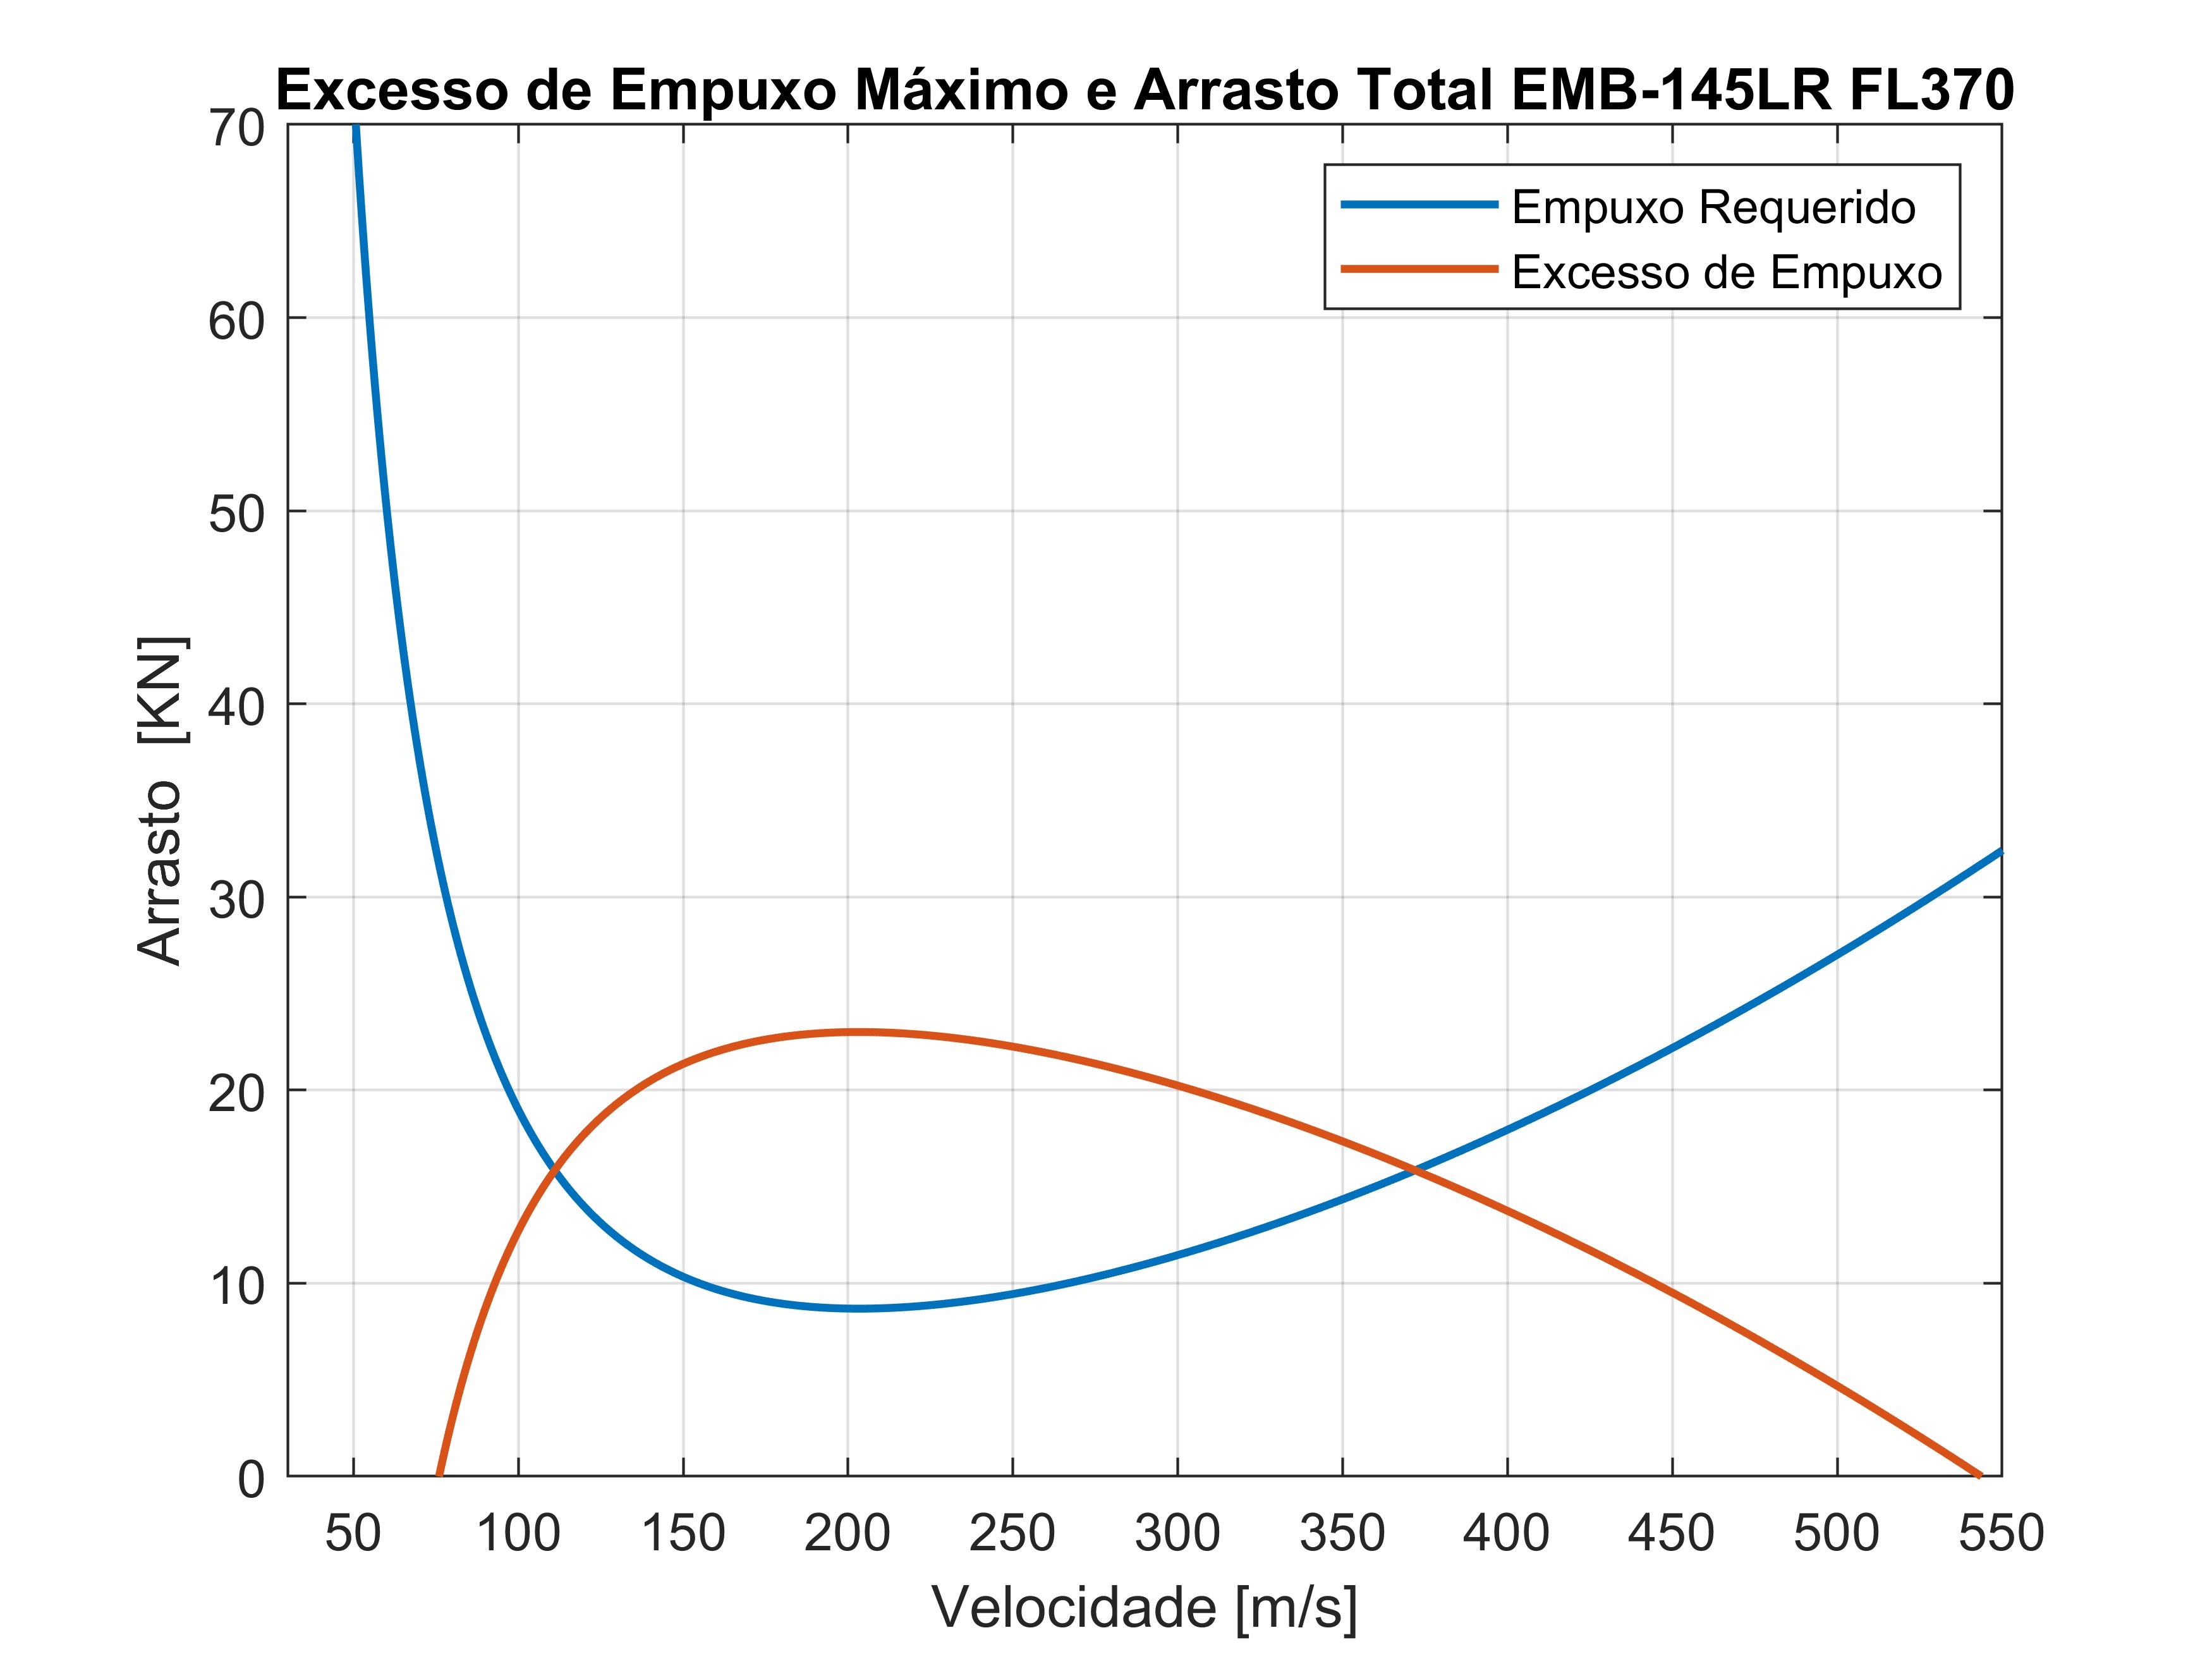 Excesso de Empuxo Máximo e Arrasto Total EMB-145LR FL370
Empuxo Requerido
Excesso de Empuxo
Arrasto [KN]
70
60
50
40
30
20
10
0
50 100 150 200 250 300 350 400 450 500 550
Velocidade [m/s]